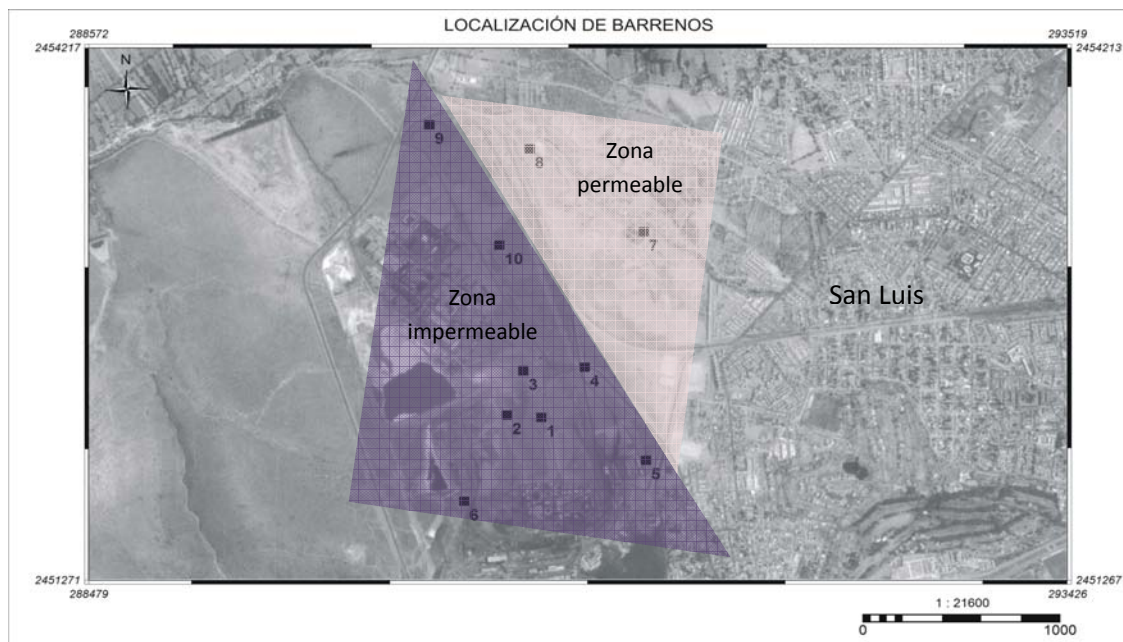 LOCALIZACIÓN DE BARRENOS
288572
293519
2454217
2454213
N
9
8
Zona
permeable
7
10
San Luis
Zona
impermeable
3
4
2
1
5
6
2451271
2451267
288479
293426
1 : 21600
0
1000